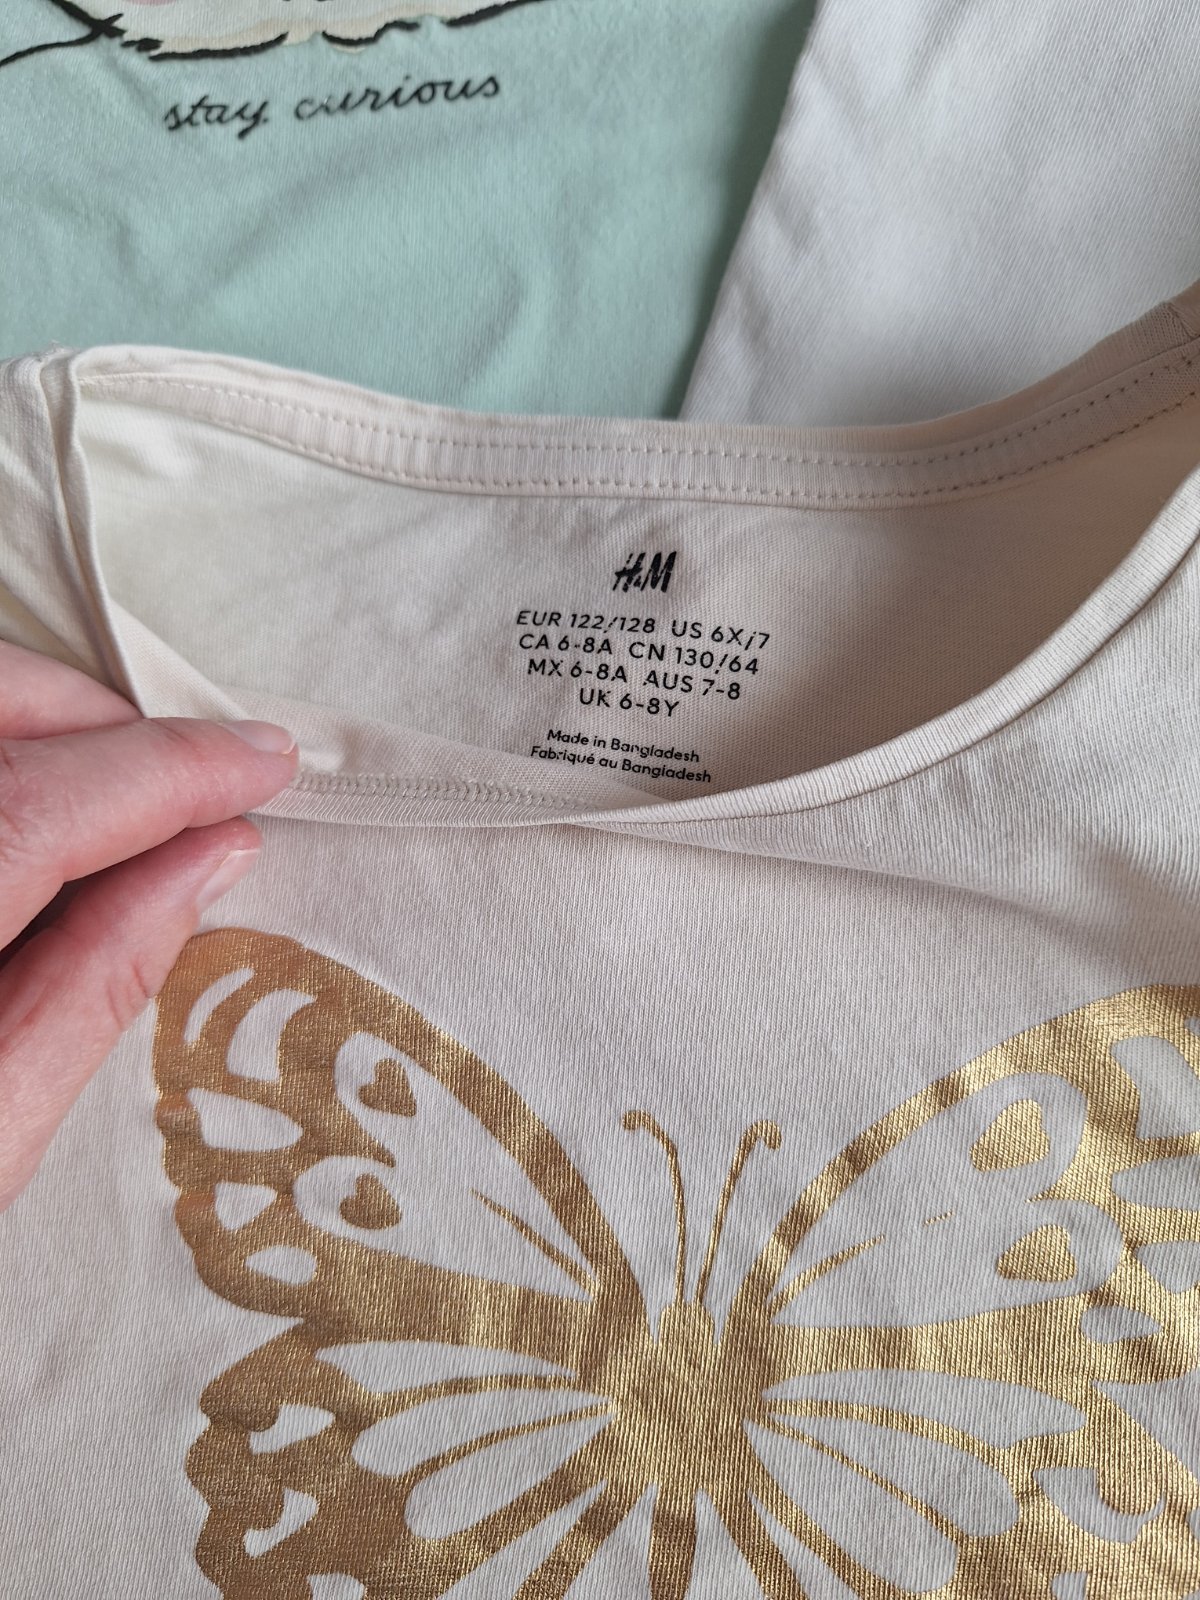 stay curious
H&M
EUR 122/128 US 6X/7
CA 6-8A CN 130/64
MX 6-8A AUS 7-8
UK 6-8Y
Made in Bangladesh
Fabriqué au Bangladesh